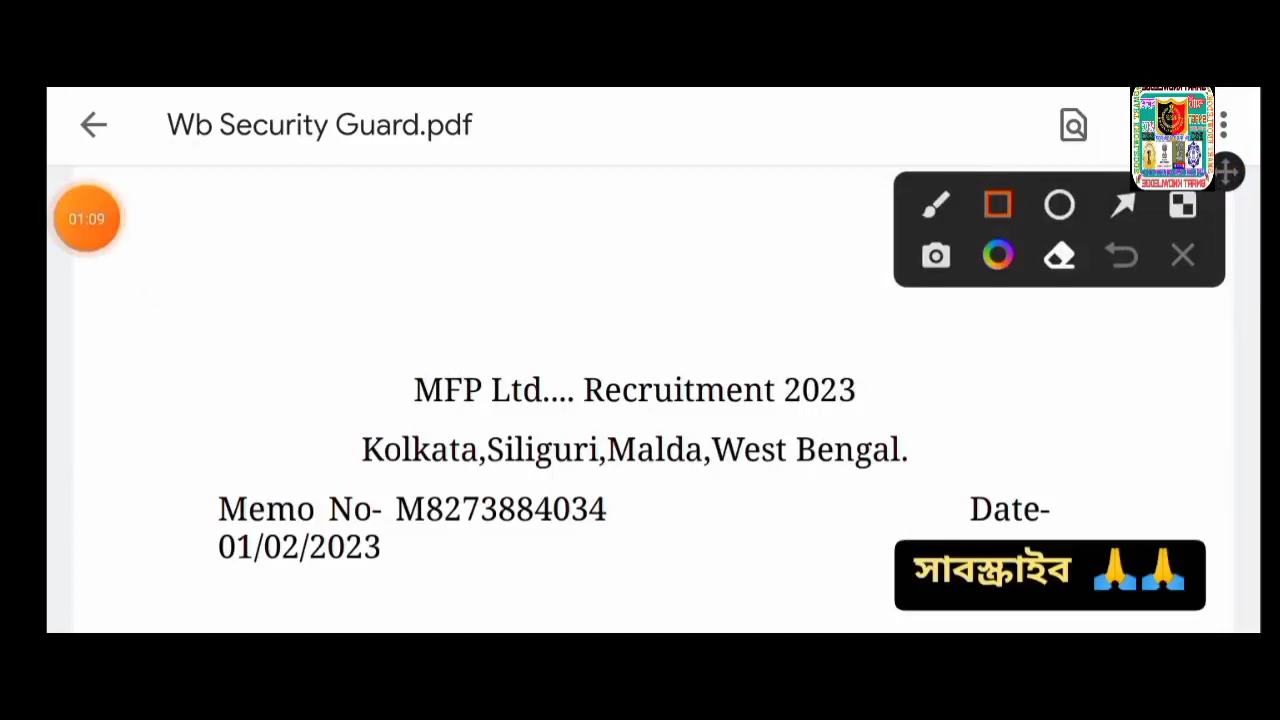 Wb Security Guard.pdf
01:09
MFP Ltd.... Recruitment 2023
Kolkata,Siliguri,Malda,West Bengal.
Memo No- M8273884034 Date-
01/02/2023
সাবস্ক্রাইব 🙏🙏